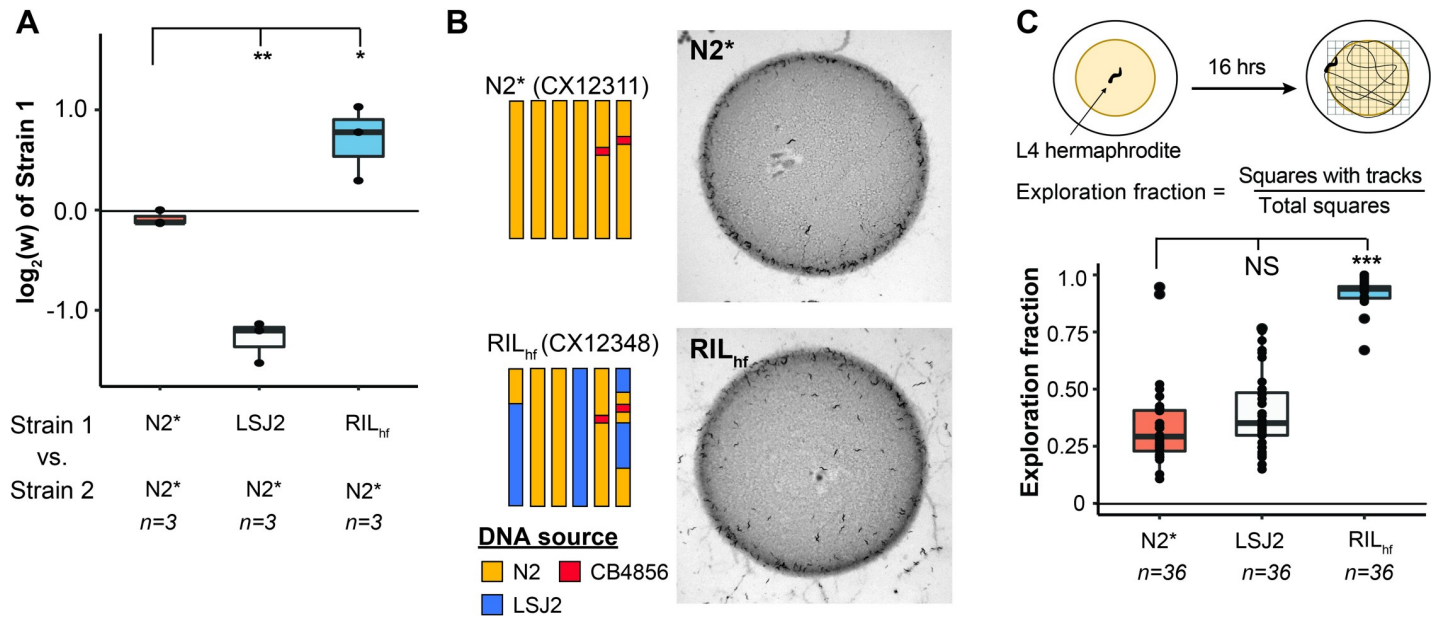 A
log2(w) of Strain 1
1.0
0.0
-1.0
**
*
Strain 1
N2*
LSJ2
RILhf
vs.
Strain 2
N2*
N2*
N2*
n=3
n=3
n=3
B
N2* (CX12311)
N2*
RILhf (CX12348)
RILhf
DNA source
N2
CB4856
LSJ2
C
16 hrs
L4 hermaphrodite
Exploration fraction =
Squares with tracks
Total squares
NS
***
Exploration fraction
1.0
0.75
0.50
0.25
0
N2*
LSJ2
RILhf
n=36
n=36
n=36